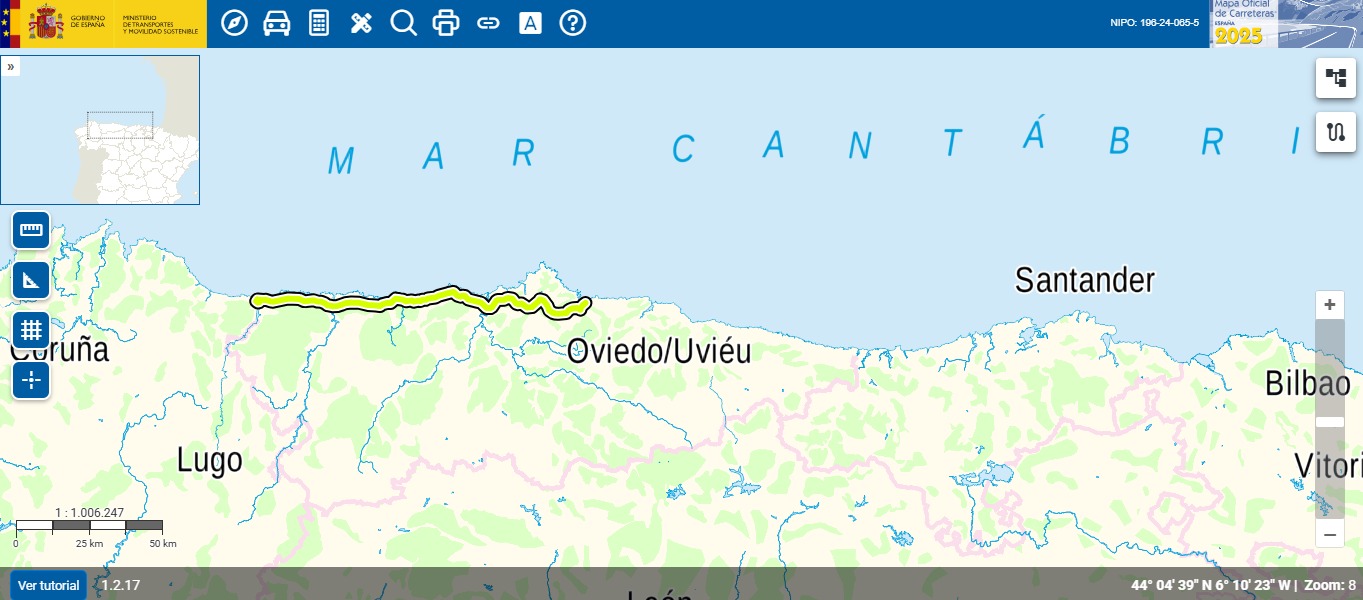 GOBIERNO
DE ESPAÑA
MINISTERIO
DE TRANSPORTES
Y MOVILIDAD SOSTENIBLE
A
?
NIPO: 196-24-065-5
Mapa Oficial
de Carreteras
ESPAÑA
2025
»
MAR CANTÁBRI
Santander
Coruña
Oviedo/Uviéu
Bilbao
Lugo
Vitori
León
+
−
1 : 1.006.247
0 25 km 50 km
Ver tutorial 1.2.17
44° 04' 39" N 6° 10' 23" W | Zoom: 8